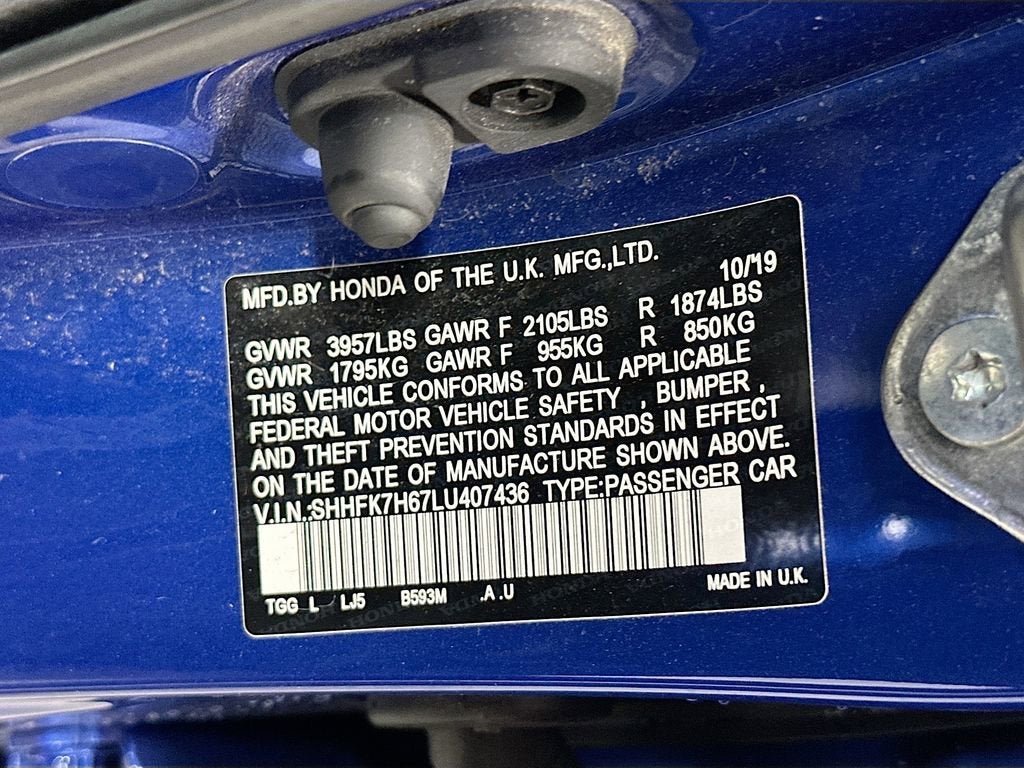 MFD.BY HONDA OF THE U.K. MFG.,LTD.
10/'19
GVWR 3957LBS GAWR F 2105LBS R 1874LBS
GVWR 1795KG GAWR F 955KG R 850KG
THIS VEHICLE CONFORMS TO ALL APPLICABLE
FEDERAL MOTOR VEHICLE SAFETY , BUMPER ,
AND THEFT PREVENTION STANDARDS IN EFFECT
ON THE DATE OF MANUFACTURE SHOWN ABOVE.
V.I.N.:SHHFK7H67LU407436 TYPE:PASSENGER CAR
TGG L LJ5 B593M .A .U MADE IN U.K.